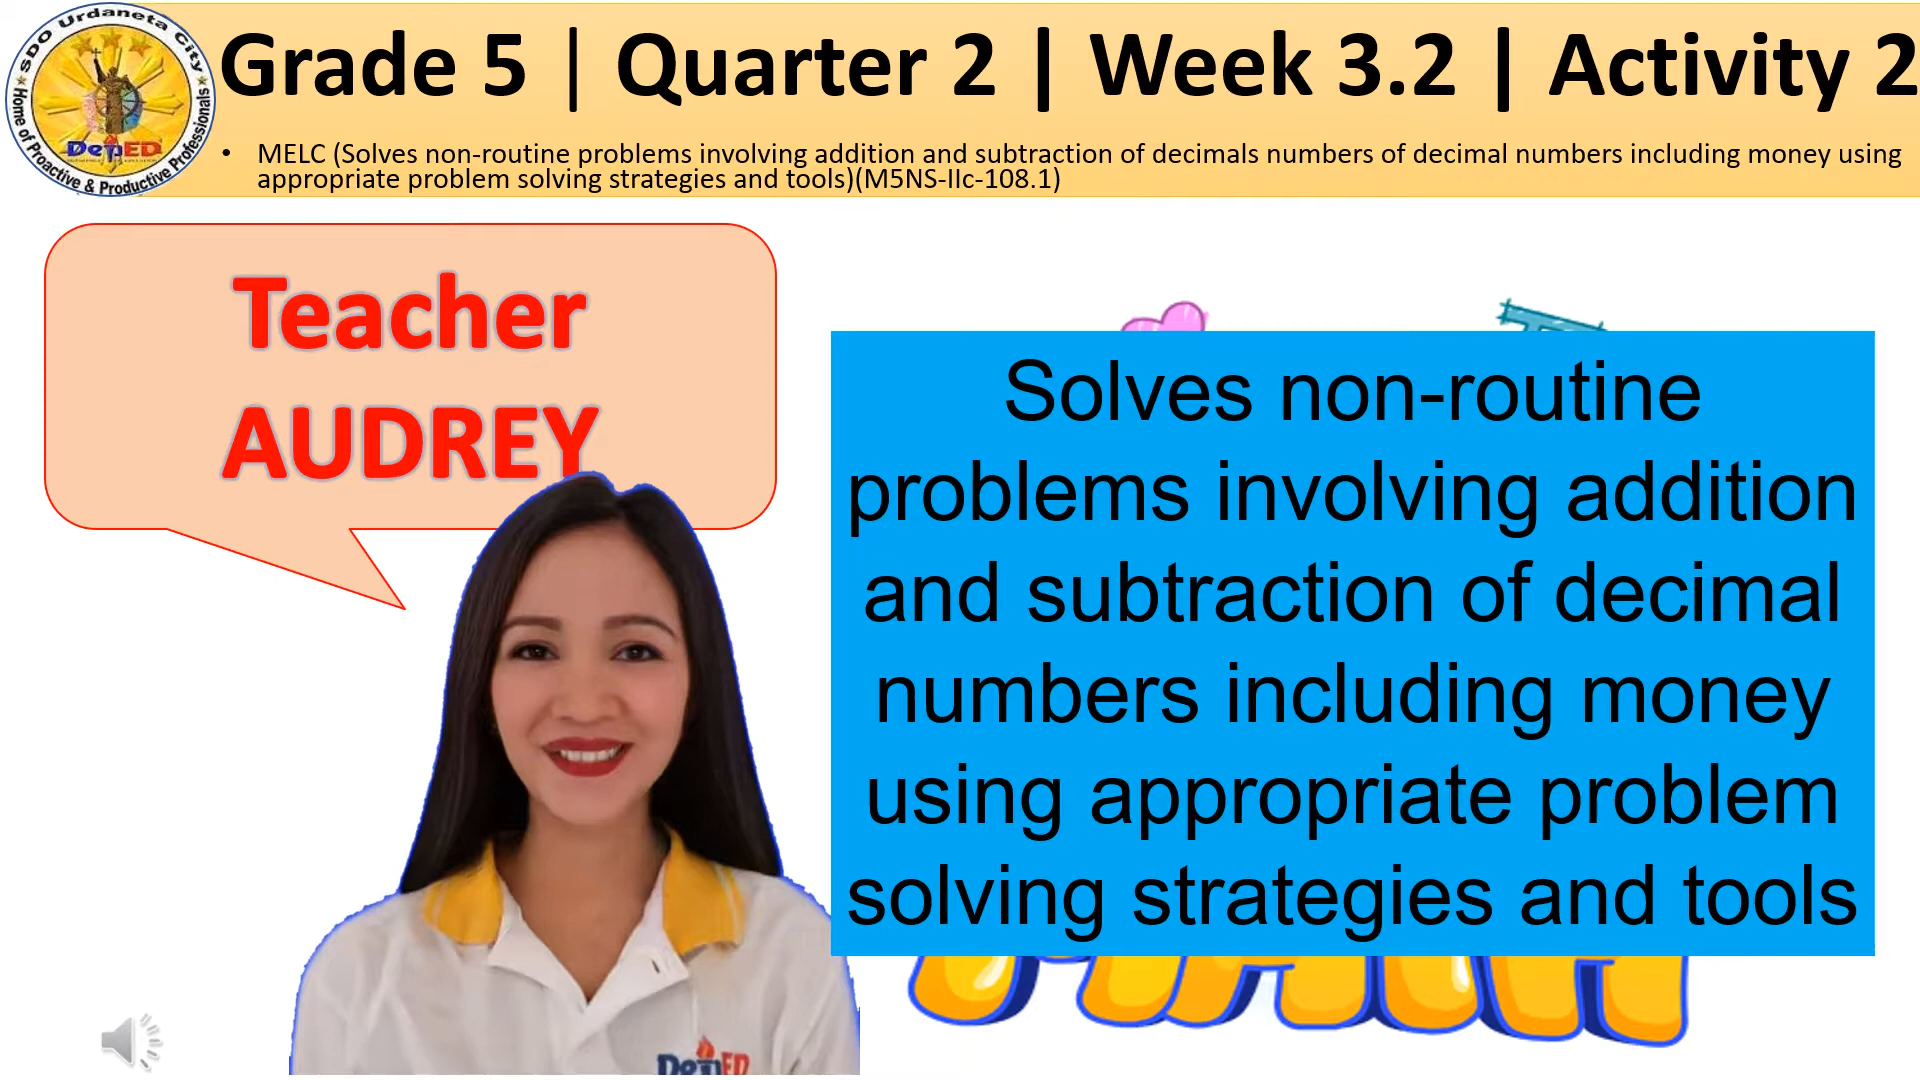 SDO Urdaneta City
Home of Proactive & Productive Professionals
DepED
Grade 5 | Quarter 2 | Week 3.2 | Activity 2
• MELC (Solves non-routine problems involving addition and subtraction of decimals numbers of decimal numbers including money using
appropriate problem solving strategies and tools)(M5NS-IIc-108.1)
Teacher
AUDREY
Solves non-routine
problems involving addition
and subtraction of decimal
numbers including money
using appropriate problem
solving strategies and tools
DepED